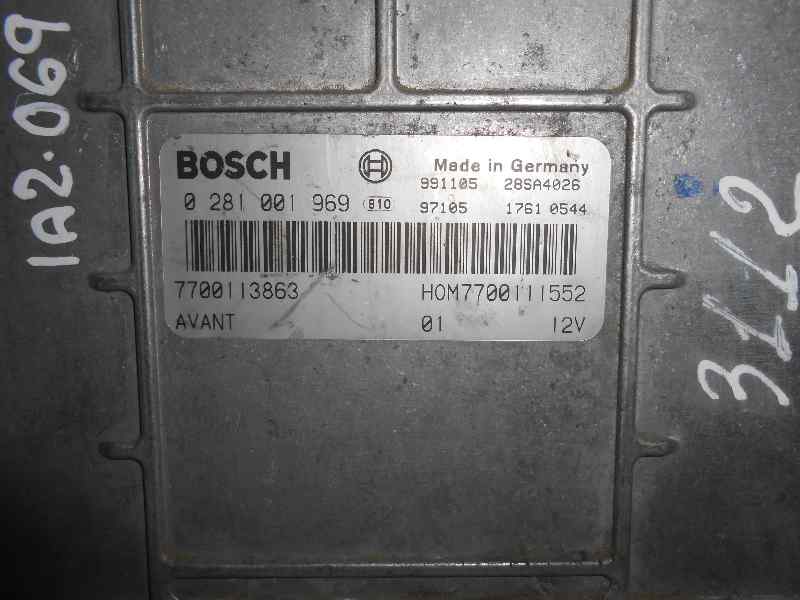 1A2.069
BOSCH
Made in Germany
991105 28SA4026
0 281 001 969 810
97105 1761 0544
7700113863 HOM7700111552
AVANT 01 12V